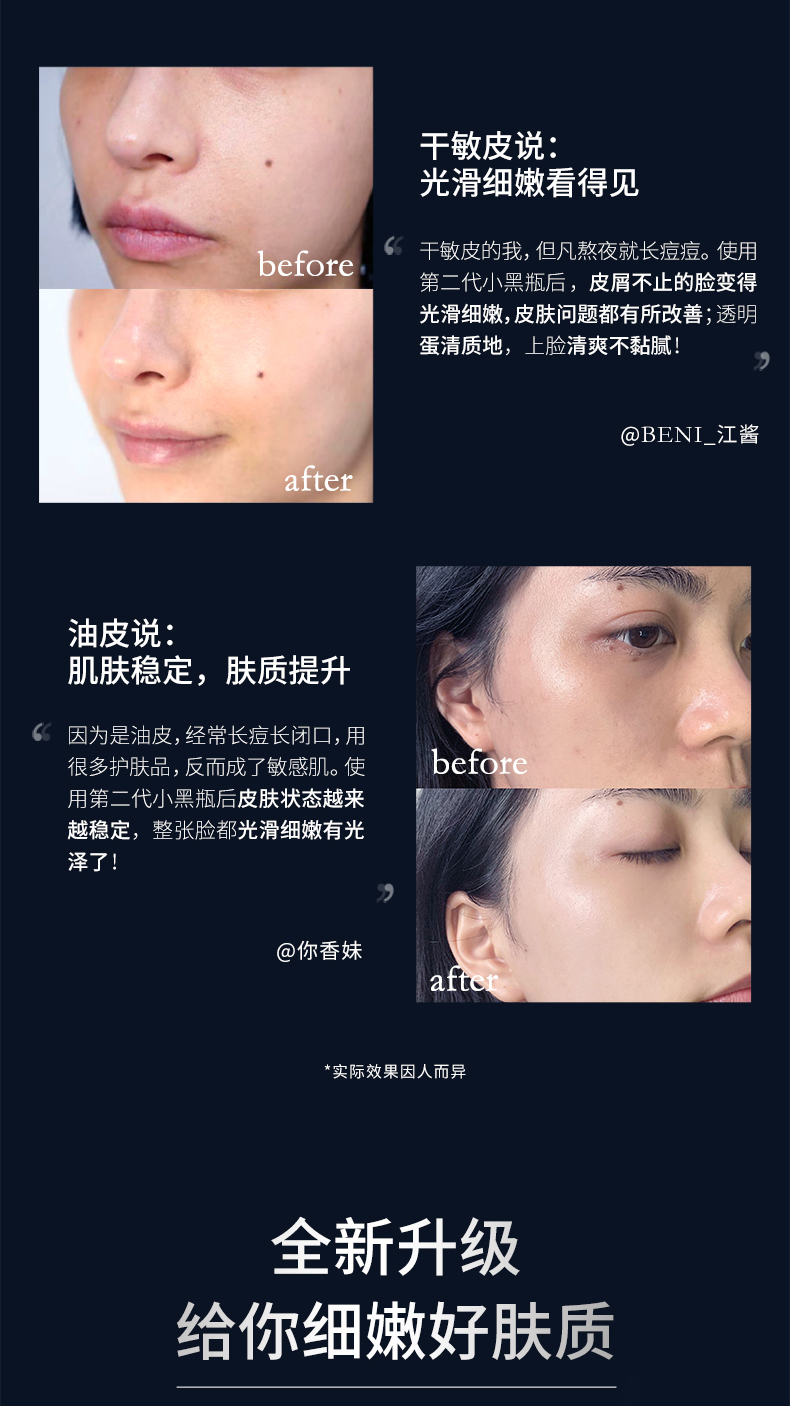 before
after
干敏皮说：
光滑细嫩看得见
“
干敏皮的我，但凡熬夜就长痘痘。使用
第二代小黑瓶后，皮屑不止的脸变得
光滑细嫩，皮肤问题都有所改善；透明
蛋清质地，上脸清爽不黏腻！
”
@BENI_江酱
油皮说：
肌肤稳定，肤质提升
“
因为是油皮，经常长痘长闭口，用
很多护肤品，反而成了敏感肌。使
用第二代小黑瓶后皮肤状态越来
越稳定，整张脸都光滑细嫩有光
泽了！
”
@你香妹
before
after
*实际效果因人而异
全新升级
给你细嫩好肤质